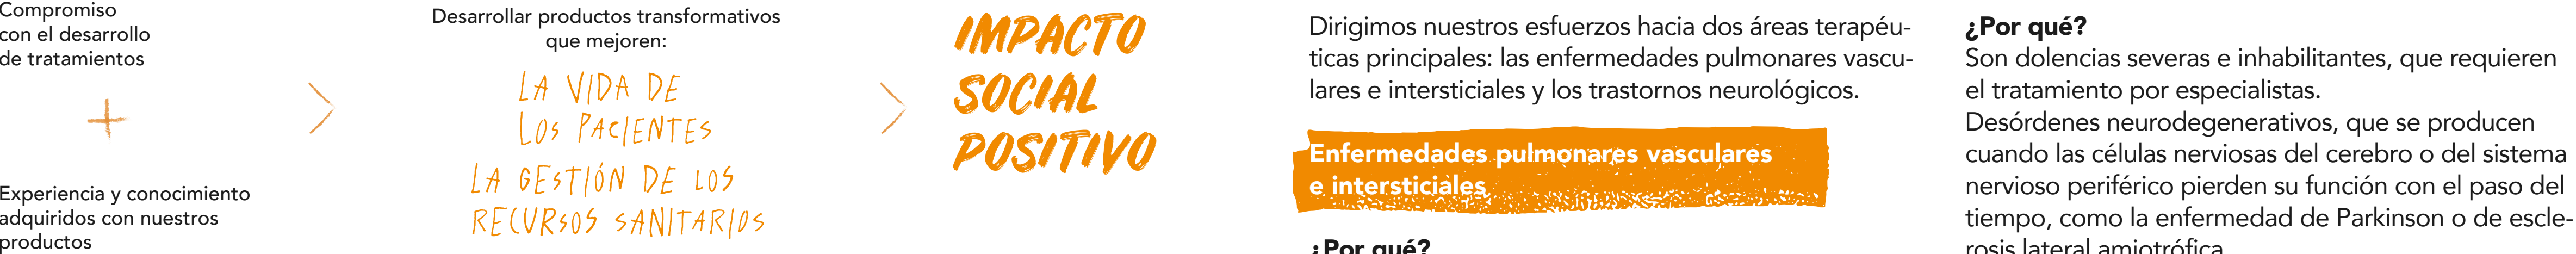 Compromiso
con el desarrollo
de tratamientos
+
Experiencia y conocimiento
adquiridos con nuestros
productos
>
Desarrollar productos transformativos
que mejoren:
LA VIDA DE
LOS PACIENTES
LA GESTIÓN DE LOS
RECURSOS SANITARIOS
>
IMPACTO
SOCIAL
POSITIVO
Dirigimos nuestros esfuerzos hacia dos áreas terapéu-
ticas principales: las enfermedades pulmonares vascu-
lares e intersticiales y los trastornos neurológicos.
Enfermedades pulmonares vasculares
e intersticiales
¿Por qué?
¿Por qué?
Son dolencias severas e inhabilitantes, que requieren
el tratamiento por especialistas.
Desórdenes neurodegenerativos, que se producen
cuando las células nerviosas del cerebro o del sistema
nervioso periférico pierden su función con el paso del
tiempo, como la enfermedad de Parkinson o de escle-
rosis lateral amiotrófica